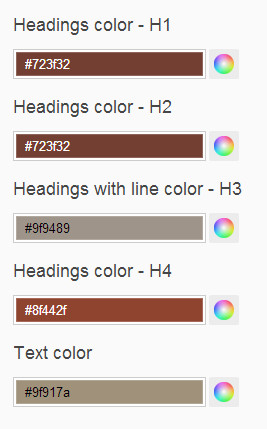 Headings color - H1
#723f32
Headings color - H2
#723f32
Headings with line color - H3
#9f9489
Headings color - H4
#8f442f
Text color
#9f917a